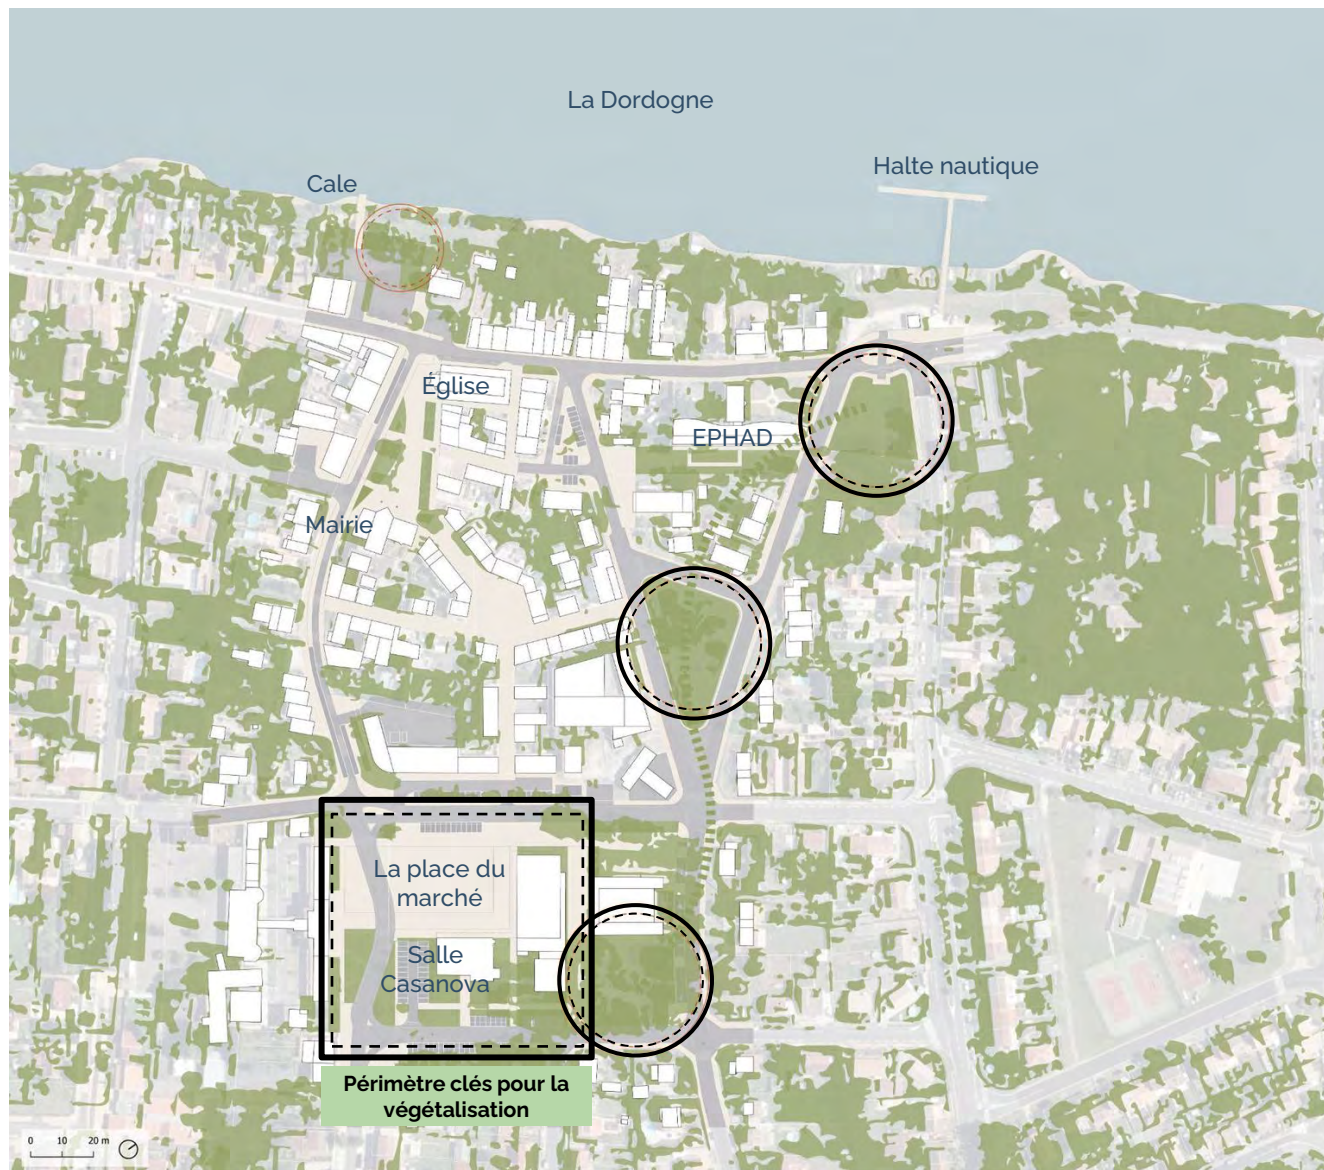 La Dordogne
Halte nautique
Cale
Église
EPHAD
Mairie
La place du
marché
Salle
Casanova
Périmètre clés pour la
végétalisation
0 10 20 m